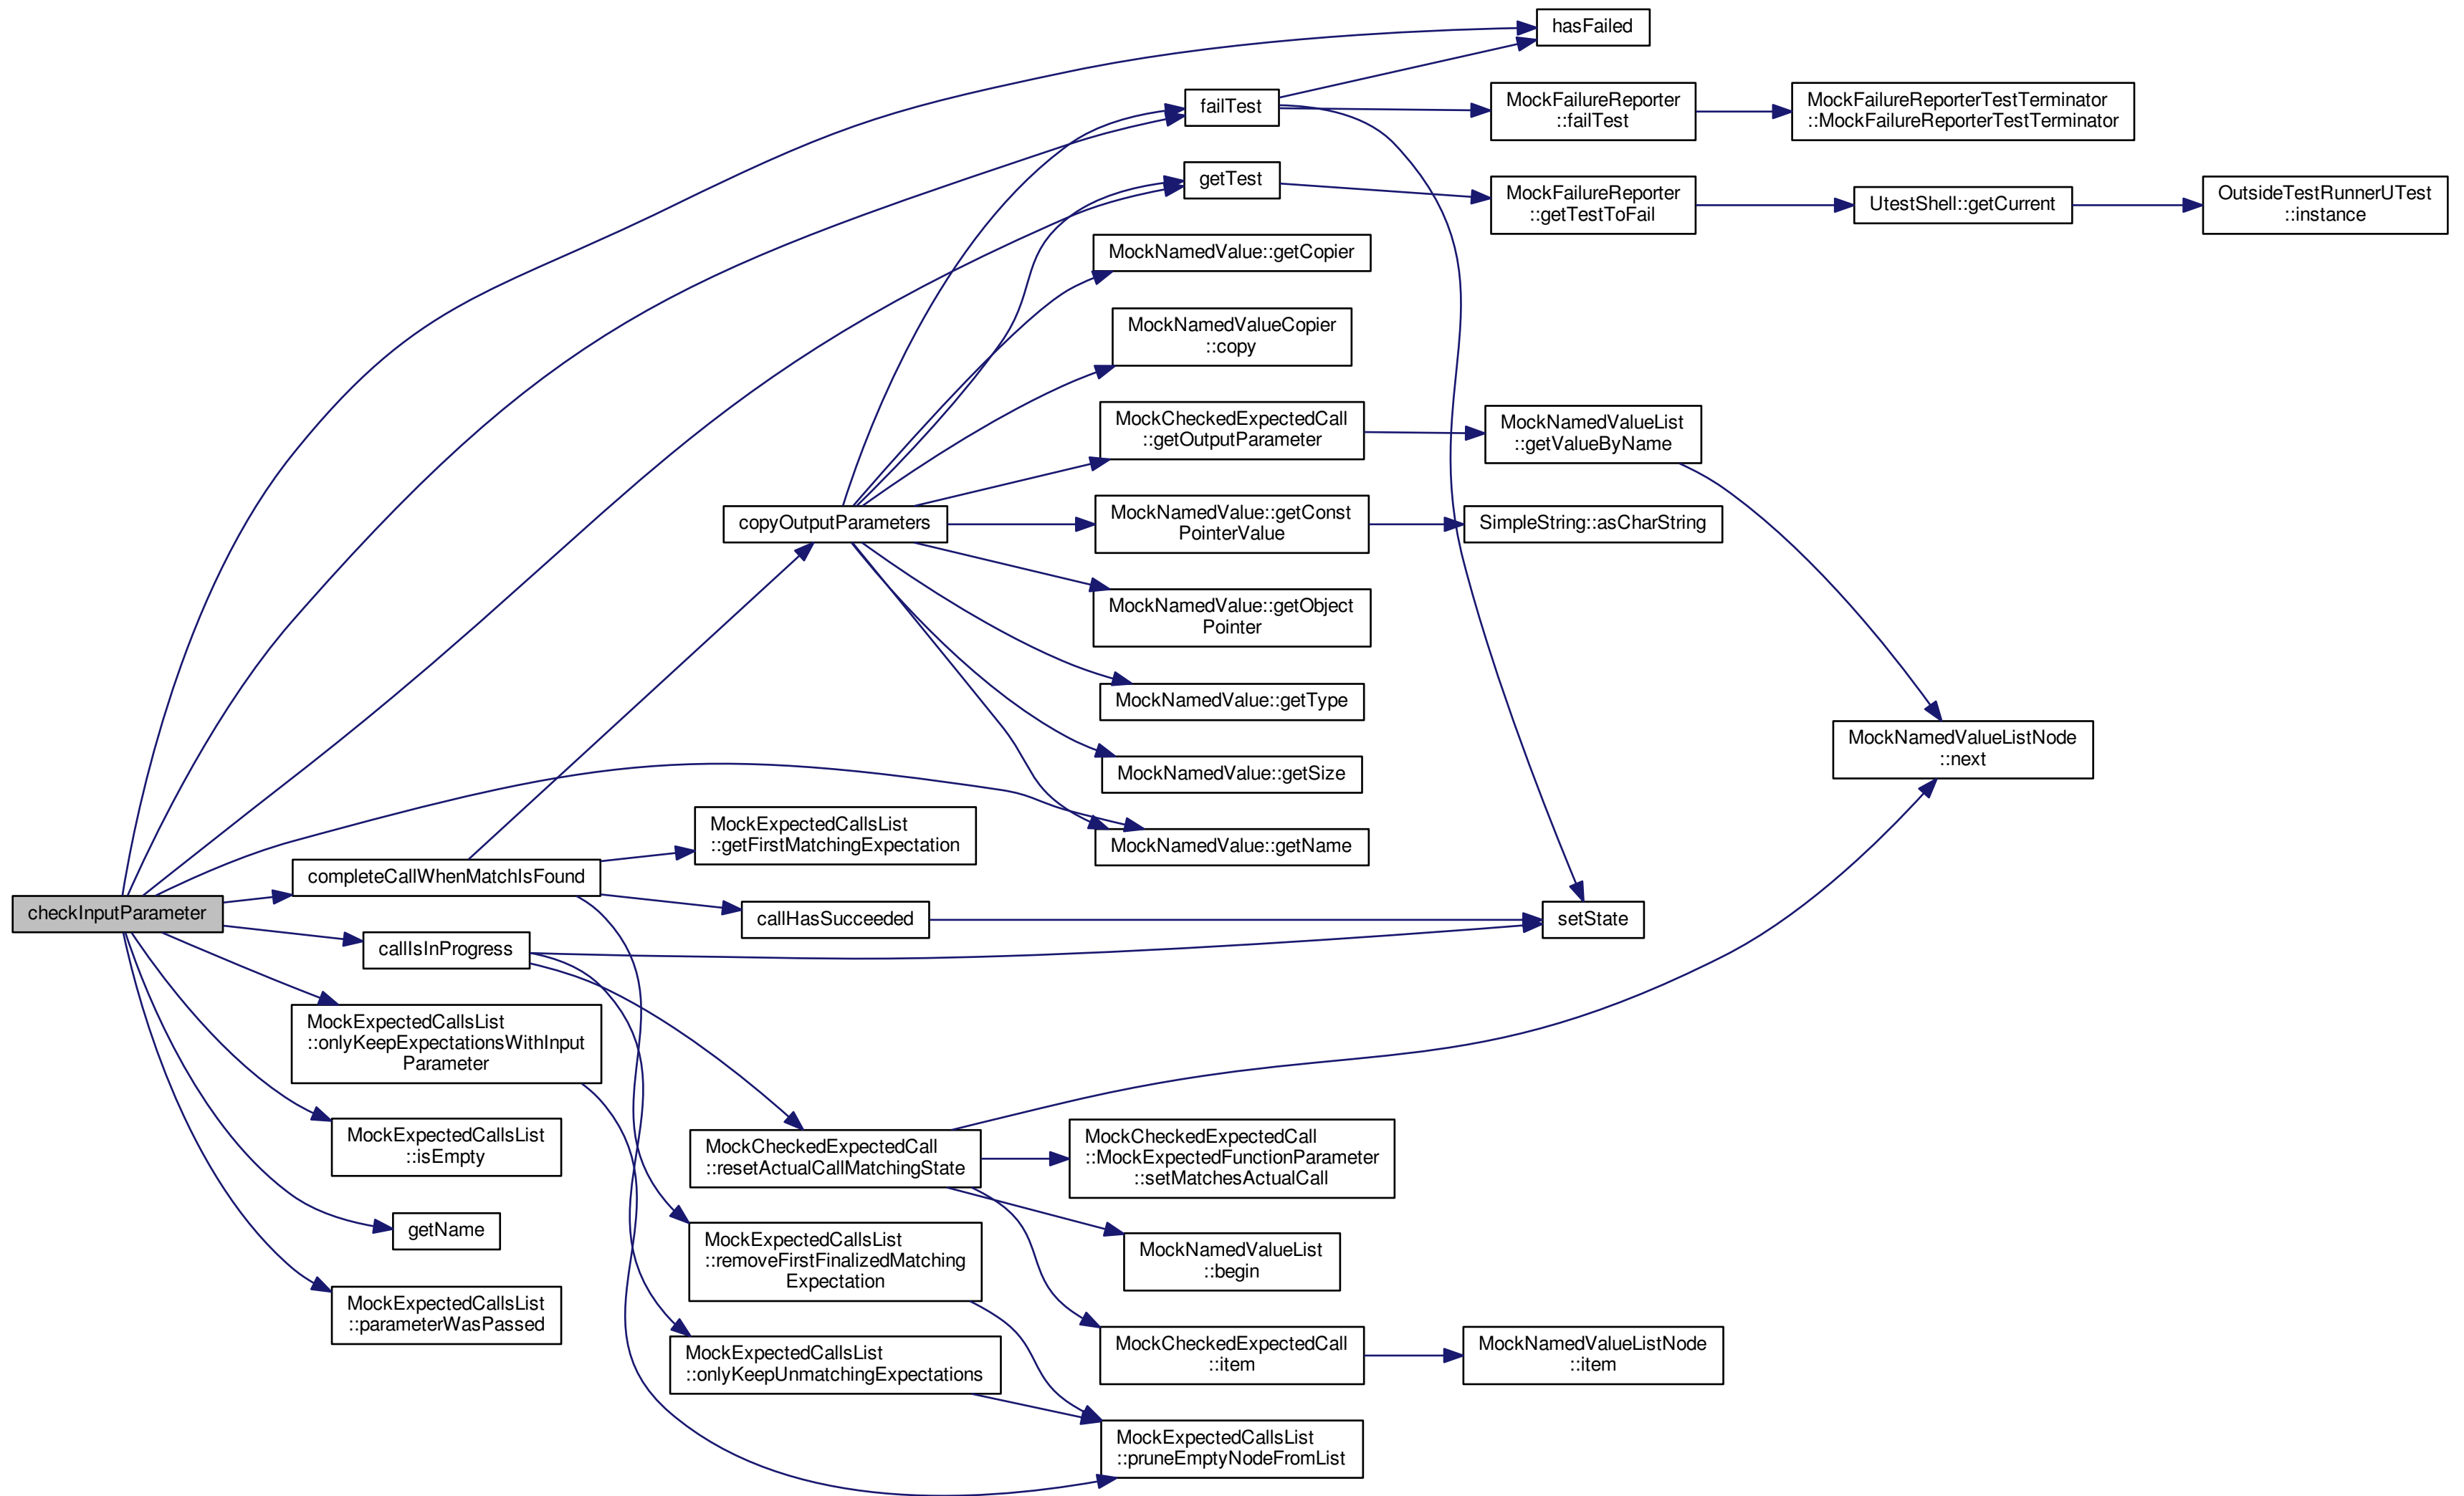 hasFailed
failTest
MockFailureReporter
::failTest
MockFailureReporterTestTerminator
::MockFailureReporterTestTerminator
getTest
MockFailureReporter
::getTestToFail
UtestShell::getCurrent
OutsideTestRunnerUTest
::instance
MockNamedValue::getCopier
MockNamedValueCopier
::copy
MockCheckedExpectedCall
::getOutputParameter
MockNamedValueList
::getValueByName
copyOutputParameters
MockNamedValue::getConst
PointerValue
SimpleString::asCharString
MockNamedValue::getObject
Pointer
MockNamedValue::getType
MockNamedValueListNode
::next
MockNamedValue::getSize
MockExpectedCallsList
::getFirstMatchingExpectation
MockNamedValue::getName
completeCallWhenMatchIsFound
checkInputParameter
callHasSucceeded
setState
callIsInProgress
MockExpectedCallsList
::onlyKeepExpectationsWithInput
Parameter
MockExpectedCallsList
::isEmpty
MockCheckedExpectedCall
::resetActualCallMatchingState
MockCheckedExpectedCall
::MockExpectedFunctionParameter
::setMatchesActualCall
getName
MockExpectedCallsList
::removeFirstFinalizedMatching
Expectation
MockNamedValueList
::begin
MockExpectedCallsList
::parameterWasPassed
MockExpectedCallsList
::onlyKeepUnmatchingExpectations
MockCheckedExpectedCall
::item
MockNamedValueListNode
::item
MockExpectedCallsList
::pruneEmptyNodeFromList